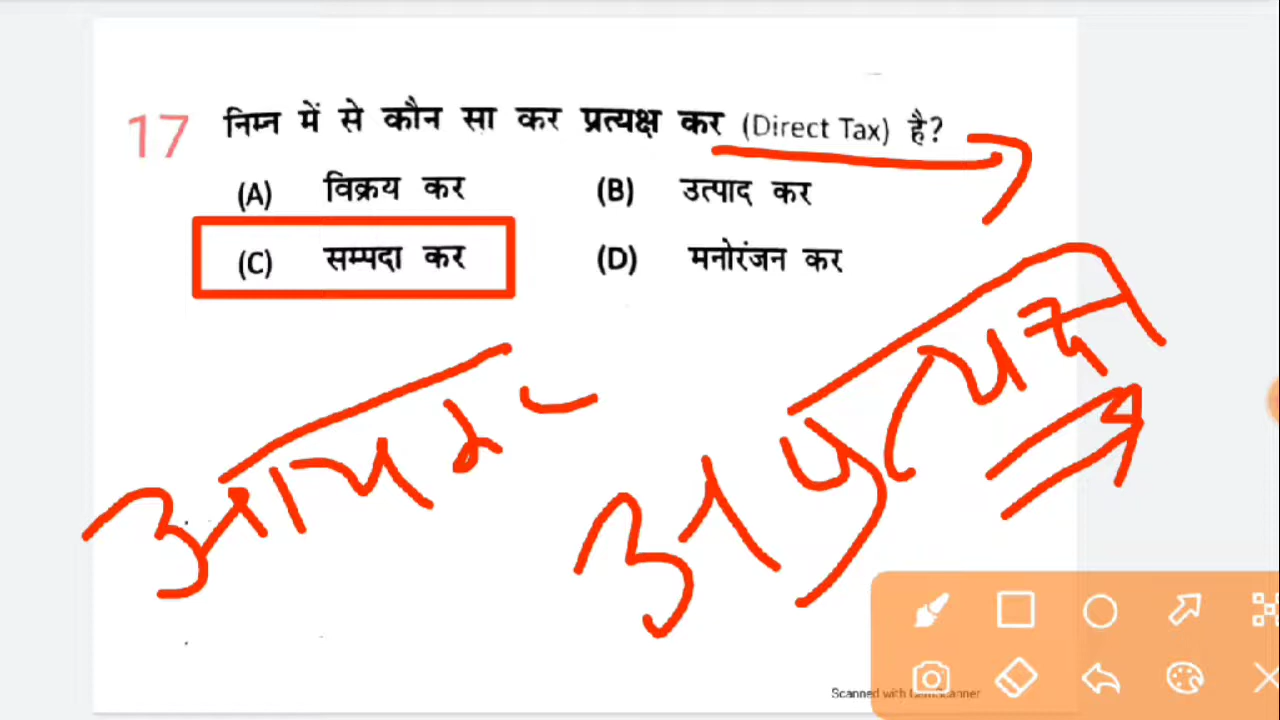 17 निम्न में से कौन सा कर प्रत्यक्ष कर (Direct Tax) है?
(A) विक्रय कर (B) उत्पाद कर
(C) सम्पदा कर (D) मनोरंजन कर
आयकर
अप्रत्यक्ष
Scanned with CamScanner